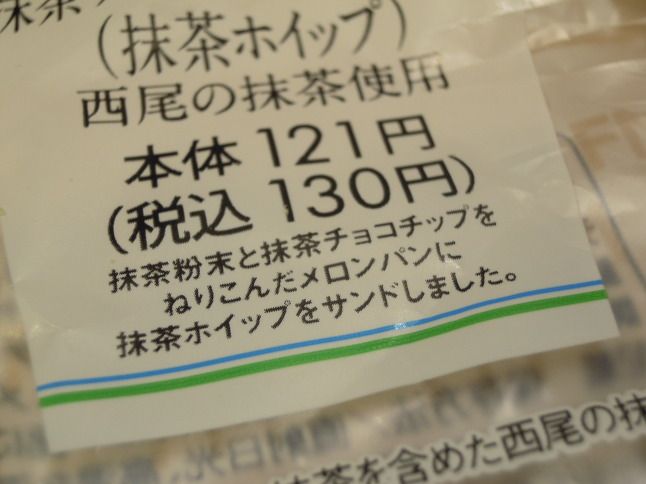 抹茶
(抹茶ホイップ)
西尾の抹茶使用
本体 121円
(税込 130円)
抹茶粉末と抹茶チョコチップを
ねりこんだメロンパンに
抹茶ホイップをサンドしました。
抹茶を含めた西尾の抹